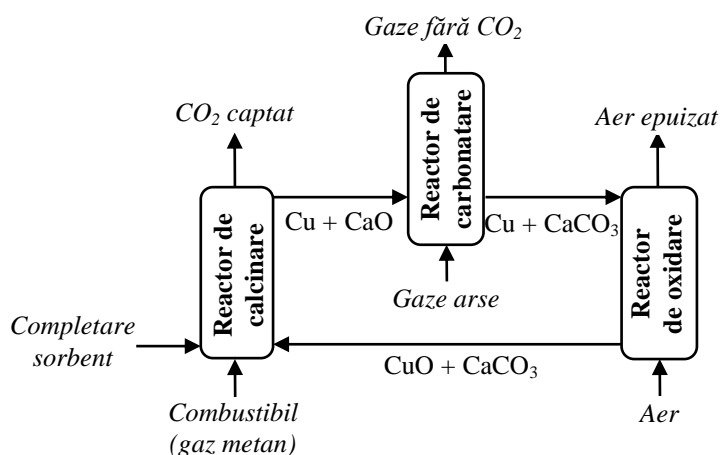 Gaze fără CO₂
CO₂ captat
Aer epuizat
Reactor de
carbonatare
Reactor de
calcinare
Cu + CaO
Cu + CaCO₃
Reactor
de oxidare
Gaze arse
Completare
sorbent
CuO + CaCO₃
Combustibil
(gaz metan)
Aer